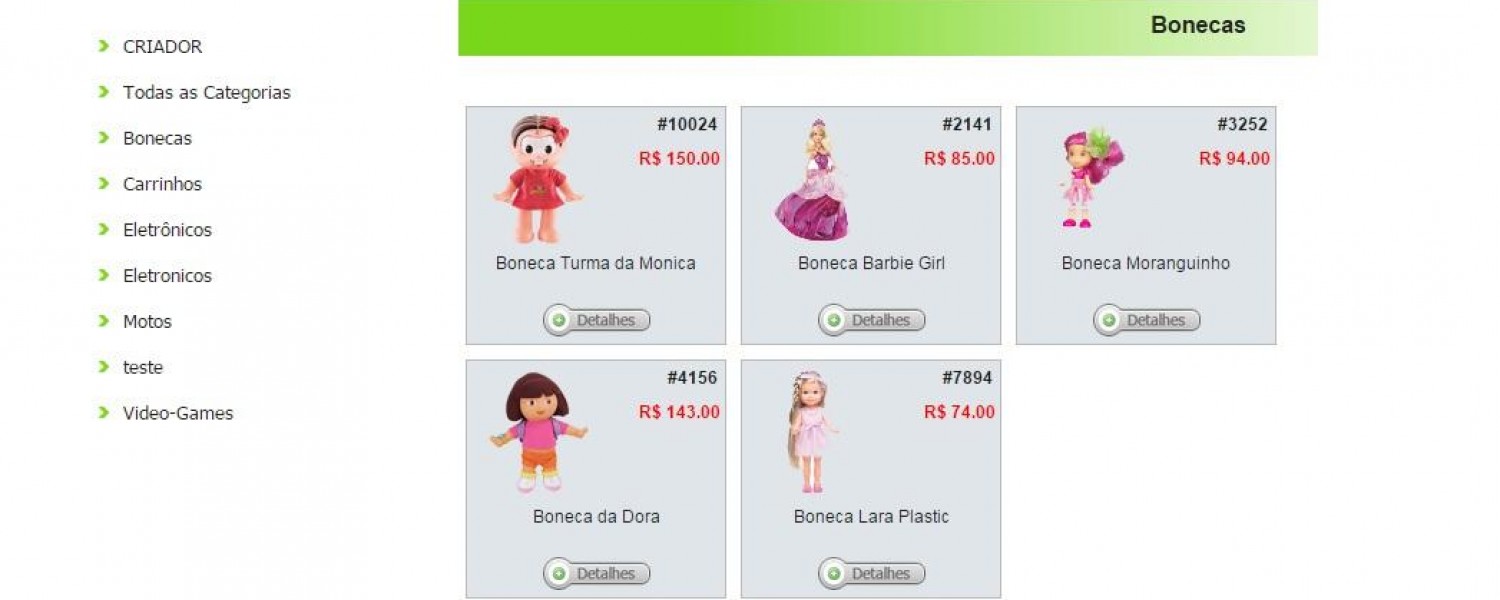 CRIADOR
Todas as Categorias
Bonecas
Carrinhos
Eletrônicos
Eletronicos
Motos
teste
Video-Games
Bonecas
#10024
R$ 150.00
Boneca Turma da Monica
Detalhes
#2141
R$ 85.00
Boneca Barbie Girl
Detalhes
#3252
R$ 94.00
Boneca Moranguinho
Detalhes
#4156
R$ 143.00
Boneca da Dora
Detalhes
#7894
R$ 74.00
Boneca Lara Plastic
Detalhes